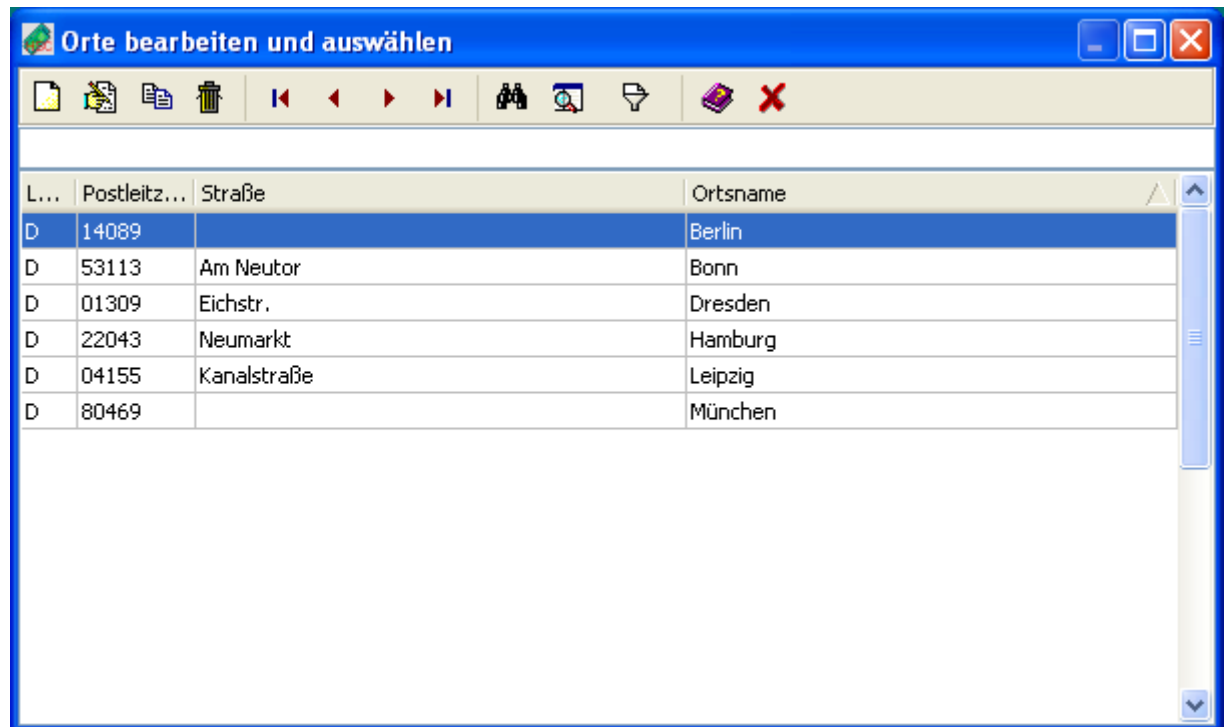 Orte bearbeiten und auswählen
L... Postleitz... Straße Ortsname
D 14089 Berlin
D 53113 Am Neutor Bonn
D 01309 Eichstr. Dresden
D 22043 Neumarkt Hamburg
D 04155 Kanalstraße Leipzig
D 80469 München